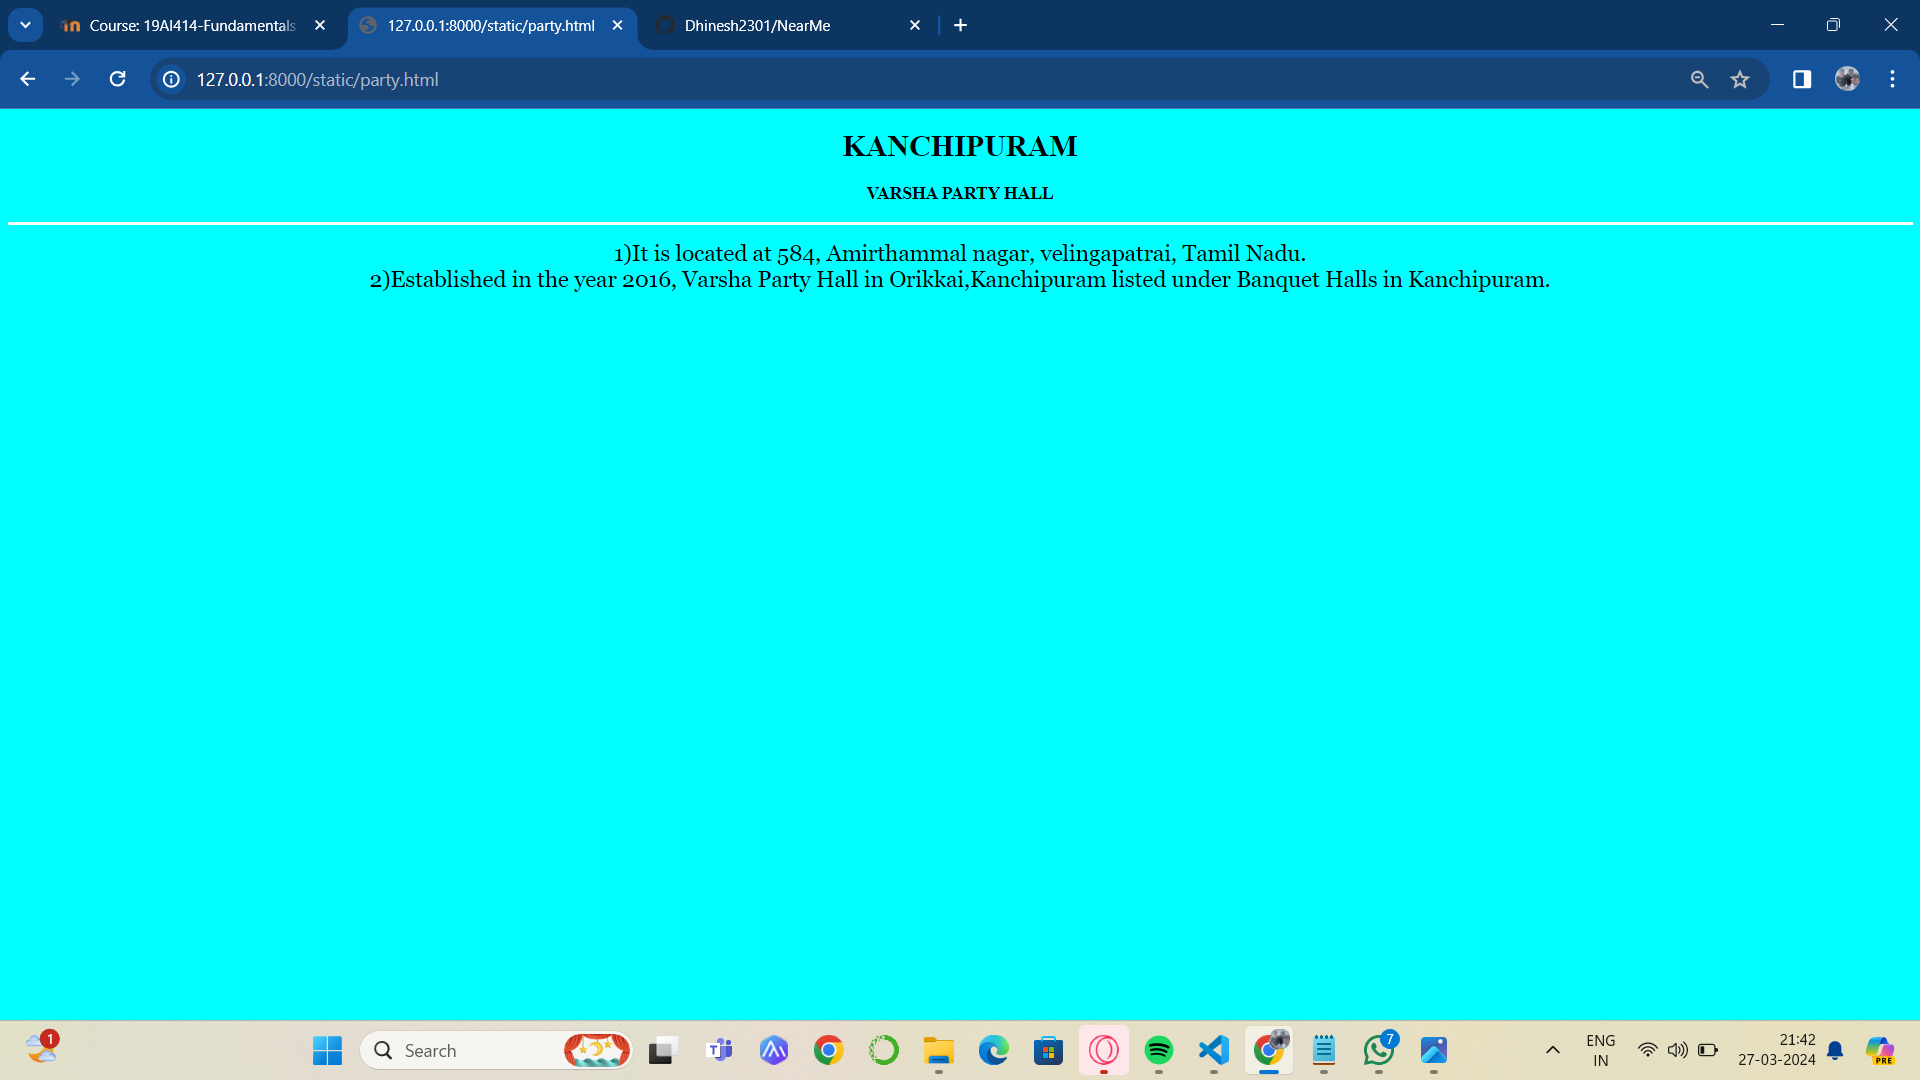 Course: 19AI414-Fundamentals
127.0.0.1:8000/static/party.html
Dhinesh2301/NearMe
127.0.0.1:8000/static/party.html
KANCHIPURAM
VARSHA PARTY HALL
1)It is located at 584, Amirthammal nagar, velingapatrai, Tamil Nadu.
2)Established in the year 2016, Varsha Party Hall in Orikkai,Kanchipuram listed under Banquet Halls in Kanchipuram.
1
Search
7
ENG
IN
21:42
27-03-2024
PRE